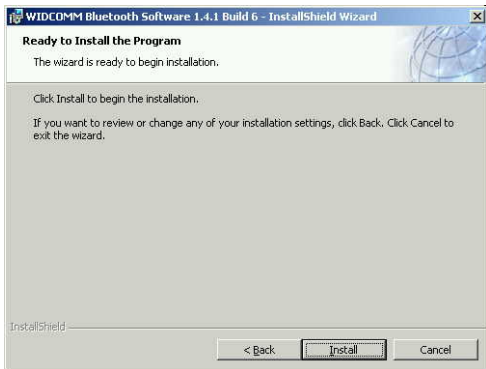 WIDCOMM Bluetooth Software 1.4.1 Build 6 - InstallShield Wizard
Ready to Install the Program
The wizard is ready to begin installation.
Click Install to begin the installation.
If you want to review or change any of your installation settings, click Back. Click Cancel to
exit the wizard.
InstallShield
< Back Install Cancel